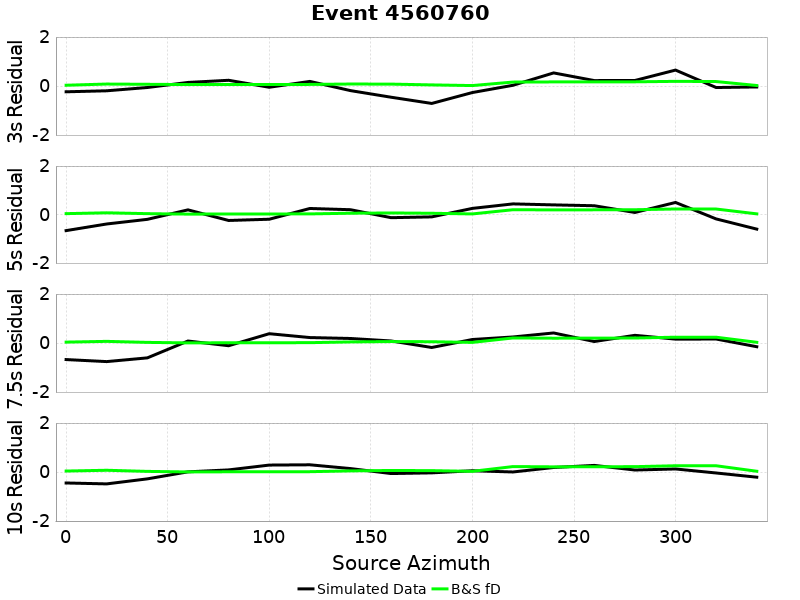 Event 4560760
3s Residual
2
0
-2
5s Residual
2
0
-2
7.5s Residual
2
0
-2
10s Residual
2
0
-2
0 50 100 150 200 250 300
Source Azimuth
Simulated Data B&S fD